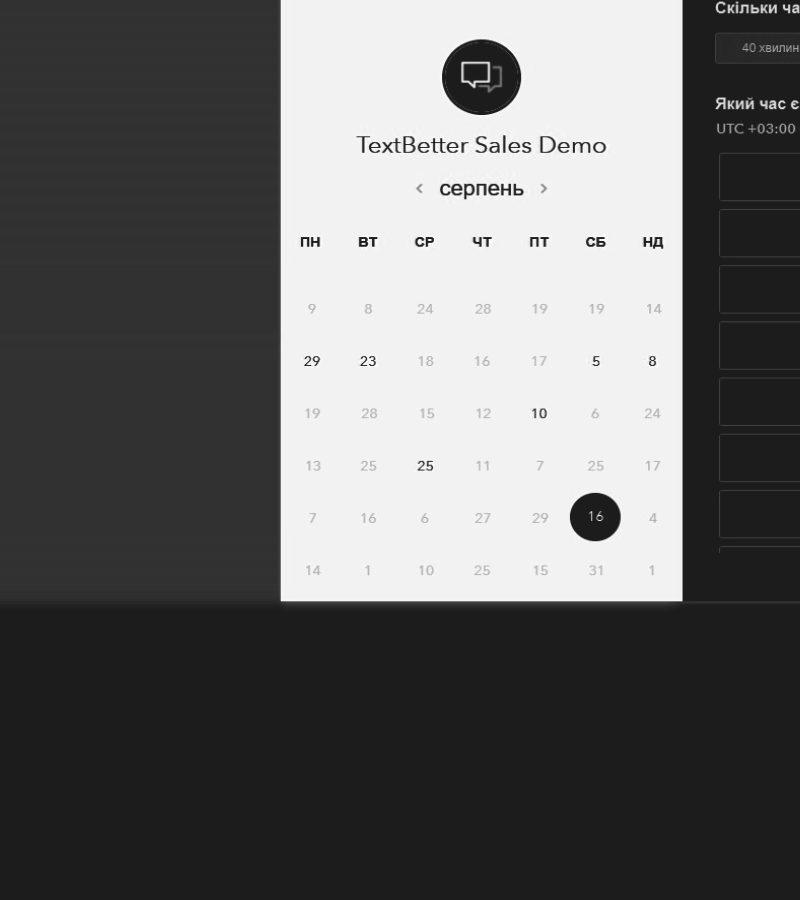 TextBetter Sales Demo
серпень
ПН ВТ СР ЧТ ПТ СБ НД
9 8 24 28 19 19 14
29 23 18 16 17 5 8
19 28 15 12 10 6 24
13 25 25 11 7 25 17
7 16 6 27 29 16 4
14 1 10 25 15 31 1
Скільки ча
40 хвилин
Який час є
UTC +03:00